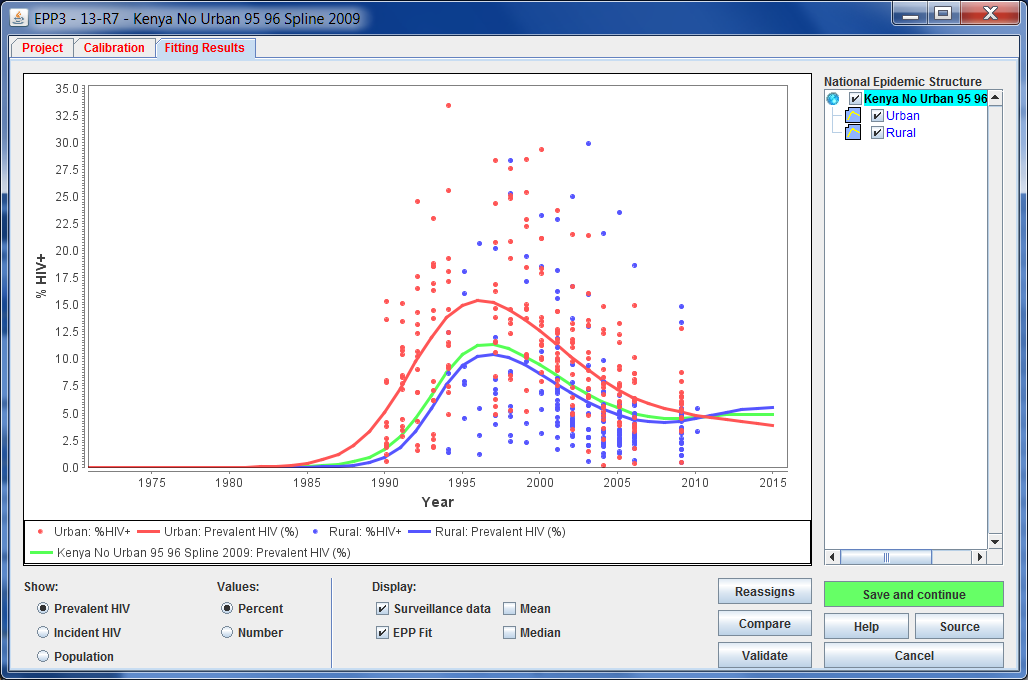 EPP3 - 13-R7 - Kenya No Urban 95 96 Spline 2009
Project Calibration Fitting Results
National Epidemic Structure
Kenya No Urban 95 96
Urban
Rural
% HIV+
35.0
32.5
30.0
27.5
25.0
22.5
20.0
17.5
15.0
12.5
10.0
7.5
5.0
2.5
0.0
1975 1980 1985 1990 1995 2000 2005 2010 2015
Year
Urban: %HIV+ Urban: Prevalent HIV (%) Rural: %HIV+ Rural: Prevalent HIV (%)
Kenya No Urban 95 96 Spline 2009: Prevalent HIV (%)
Show:
Prevalent HIV
Incident HIV
Population
Values:
Percent
Number
Display:
Surveillance data Mean
EPP Fit Median
Reassigns
Compare
Validate
Save and continue
Help Source
Cancel